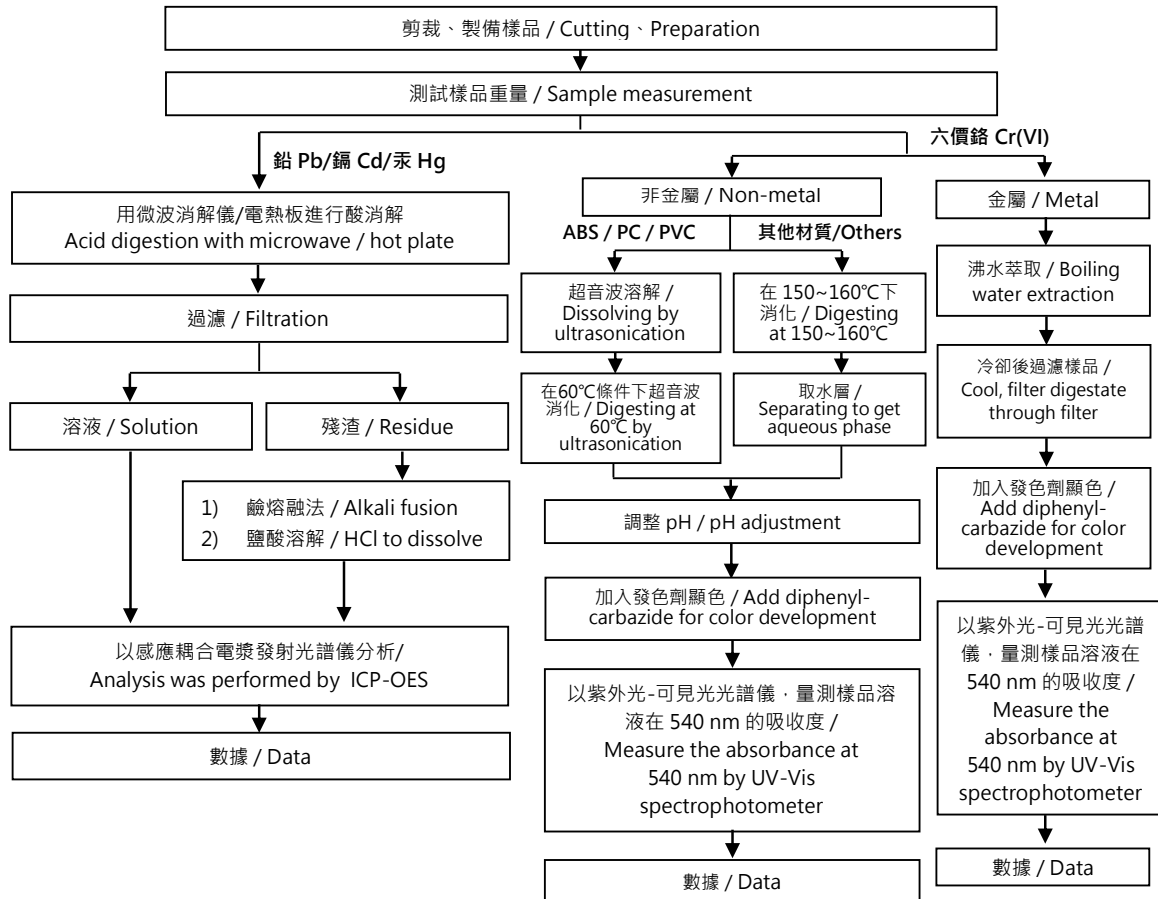 剪裁、製備樣品 / Cutting、Preparation
測試樣品重量 / Sample measurement
鉛 Pb/鎘 Cd/汞 Hg
六價鉻 Cr(VI)
用微波消解儀/電熱板進行酸消解
Acid digestion with microwave / hot plate
過濾 / Filtration
溶液 / Solution
殘渣 / Residue
1) 鹼熔融法 / Alkali fusion
2) 鹽酸溶解 / HCl to dissolve
以感應耦合電漿發射光譜儀分析/
Analysis was performed by ICP-OES
數據 / Data
非金屬 / Non-metal
ABS / PC / PVC
其他材質/Others
超音波溶解 /
Dissolving by
ultrasonication
在 150~160℃下
消化 / Digesting
at 150~160℃
在60℃條件下超音波
消化 / Digesting at
60℃ by
ultrasonication
取水層 /
Separating to get
aqueous phase
調整 pH / pH adjustment
加入發色劑顯色 / Add diphenyl-
carbazide for color development
以紫外光-可見光光譜儀，量測樣品溶
液在 540 nm 的吸收度 /
Measure the absorbance at
540 nm by UV-Vis
spectrophotometer
數據 / Data
金屬 / Metal
沸水萃取 / Boiling
water extraction
冷卻後過濾樣品 /
Cool, filter digestate
through filter
加入發色劑顯色 /
Add diphenyl-
carbazide for color
development
以紫外光-可見光光譜
儀，量測樣品溶液在
540 nm 的吸收度 /
Measure the
absorbance at
540 nm by UV-Vis
spectrophotometer
數據 / Data